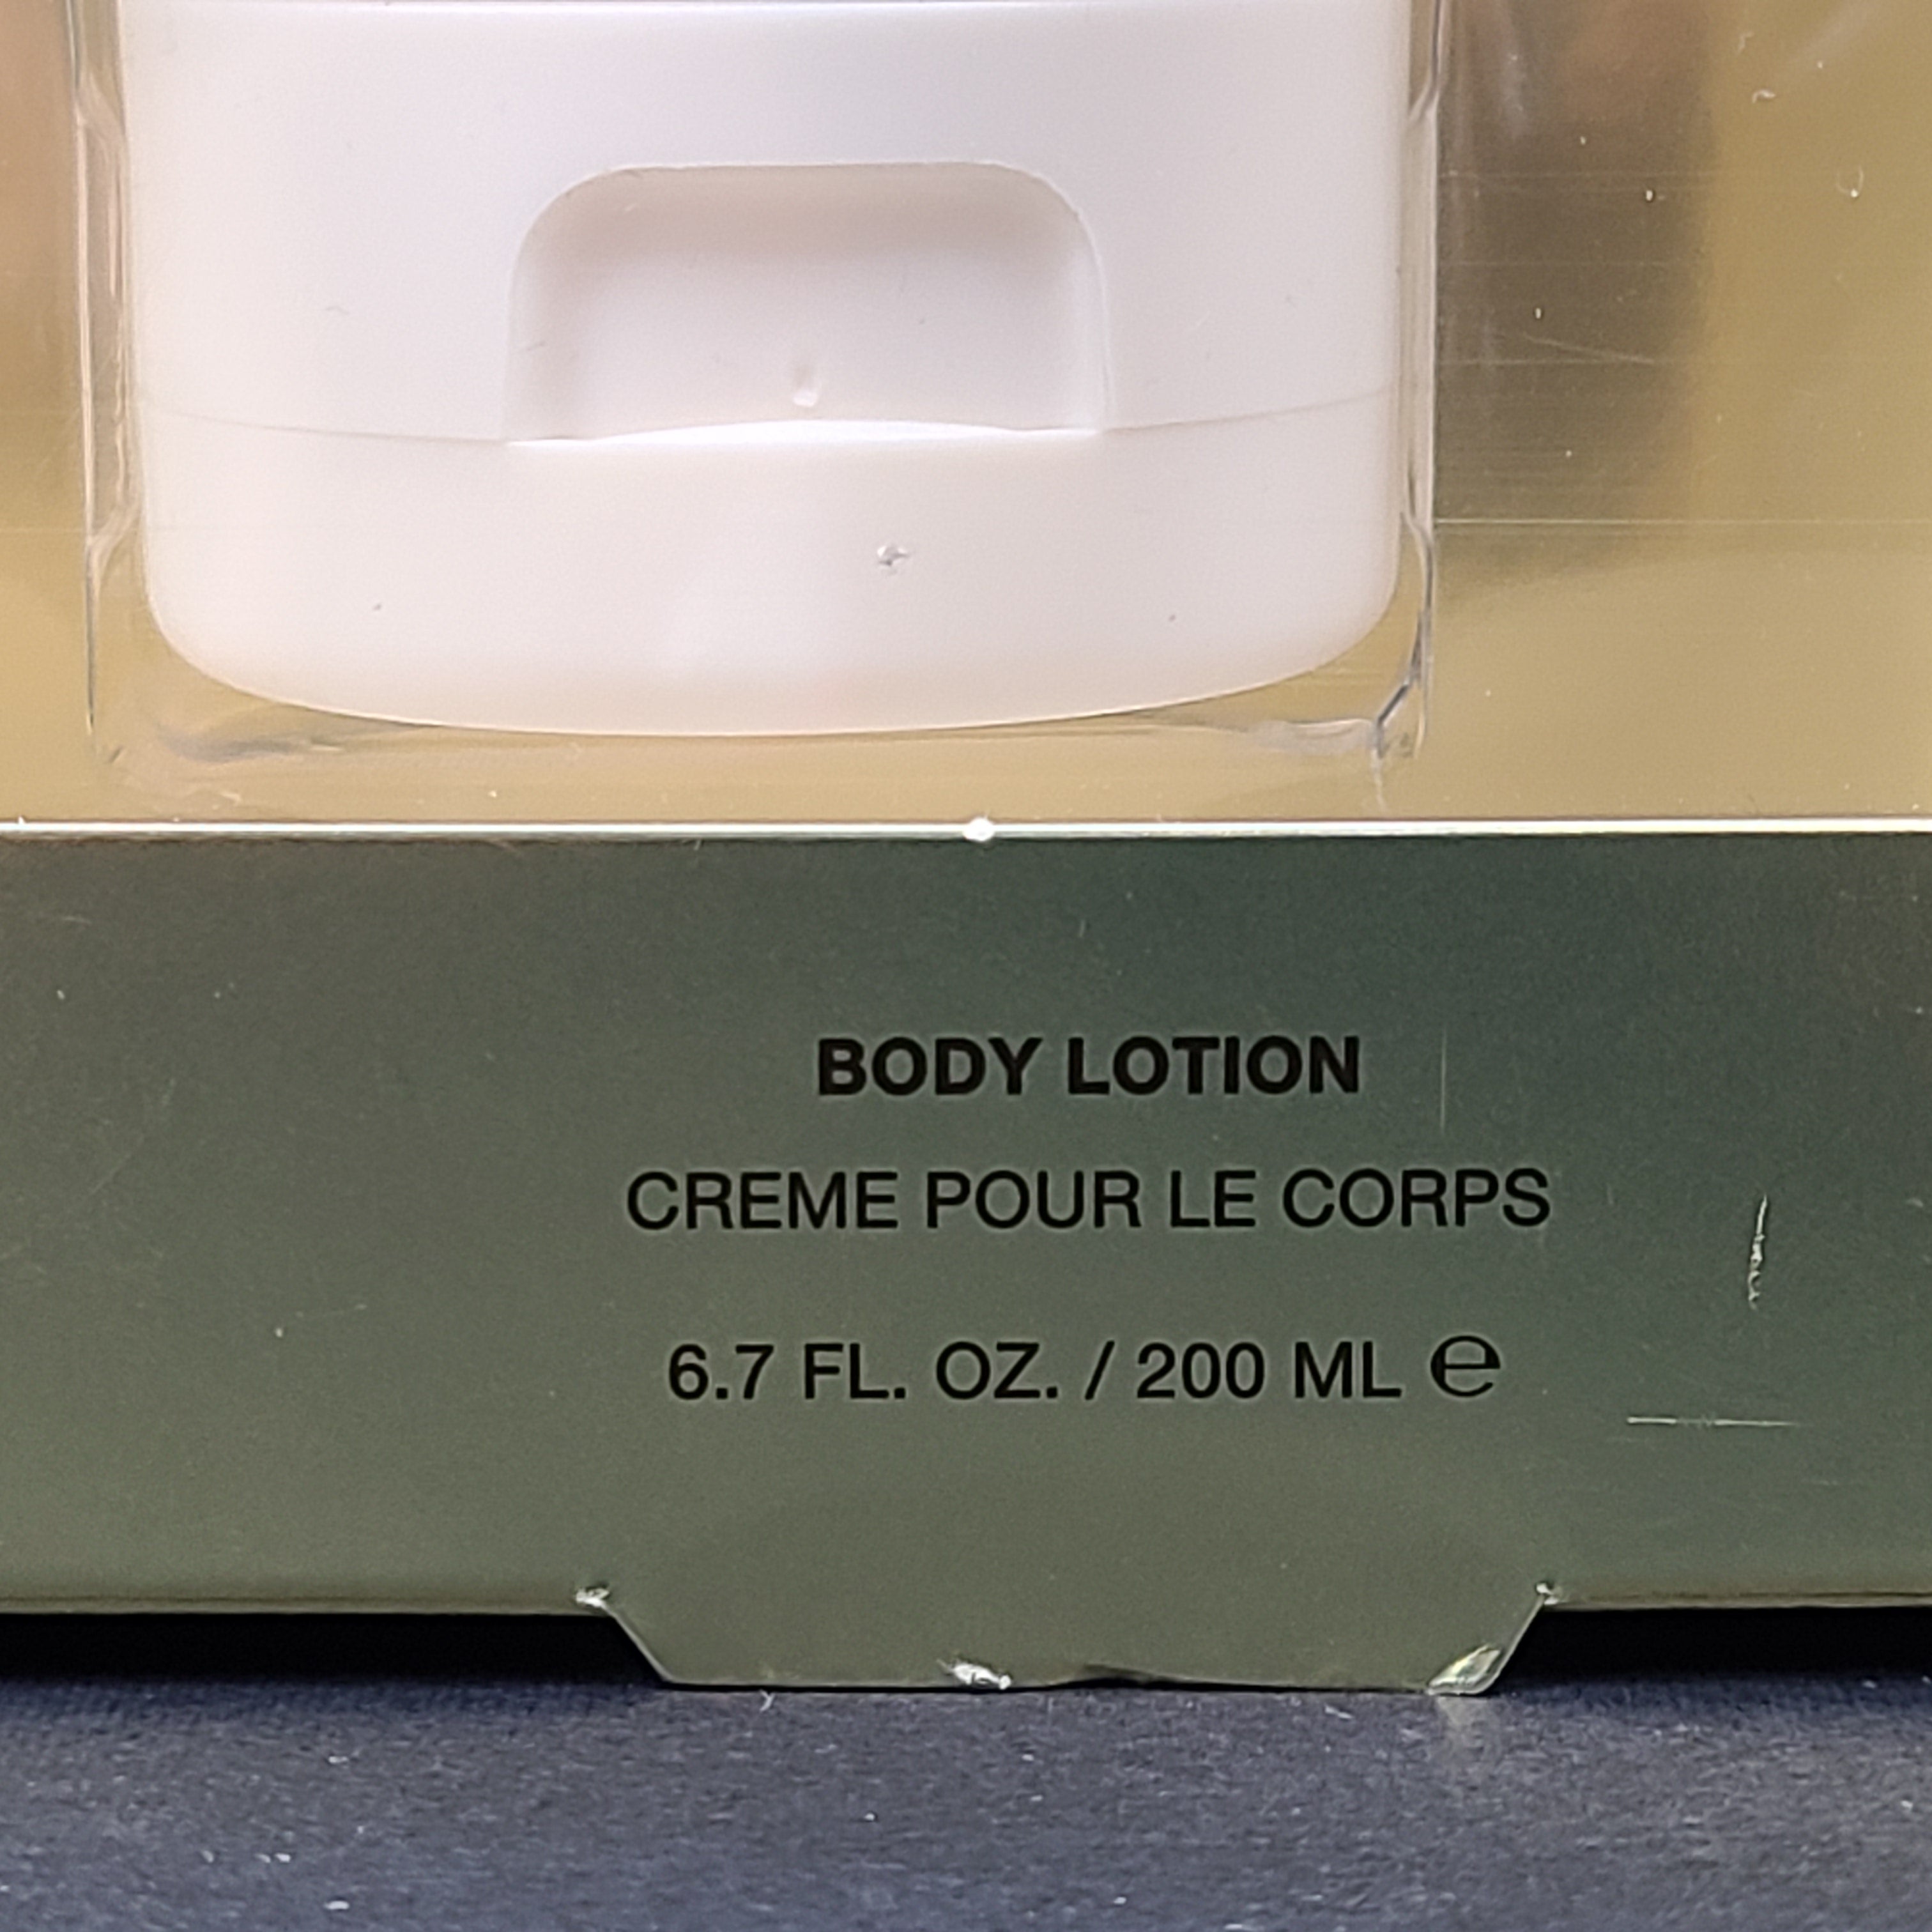 BODY LOTION
CREME POUR LE CORPS
6.7 FL. OZ. / 200 ML ℮